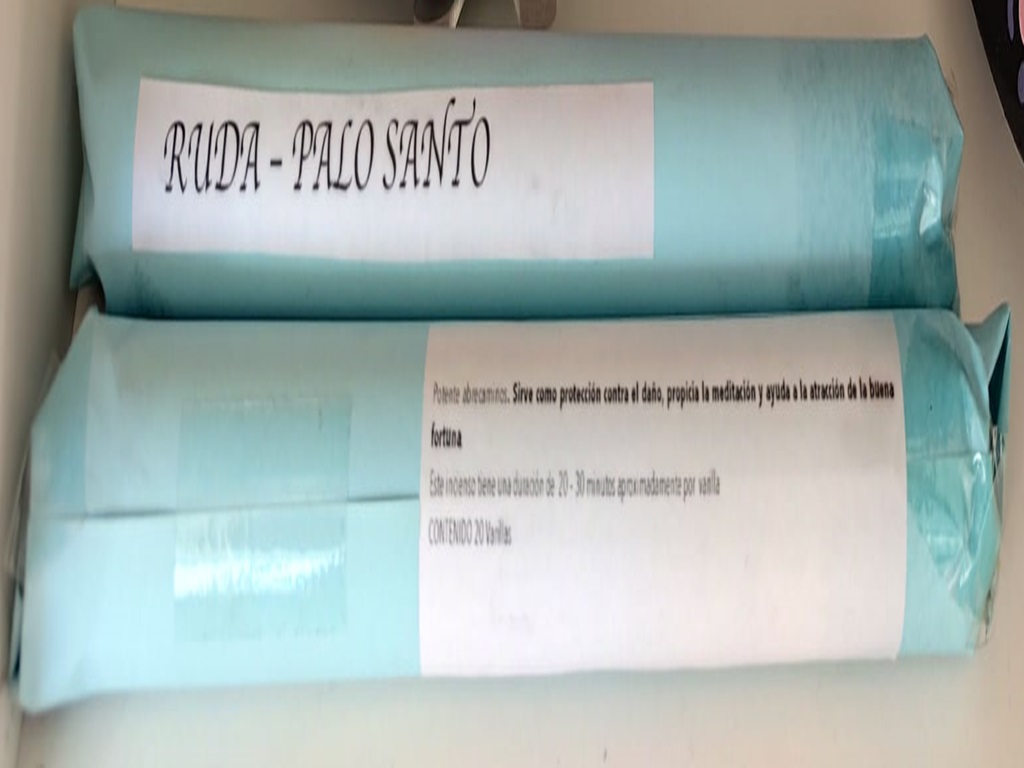 RUDA - PALO SANTO
Potente abrecaminos. Sirve como protección contra el daño, propicia la meditación y ayuda a la atracción de la buena
fortuna
Este incienso tiene una duración de 20 - 30 minutos aproximadamente por varilla
CONTENIDO 20 Varillas